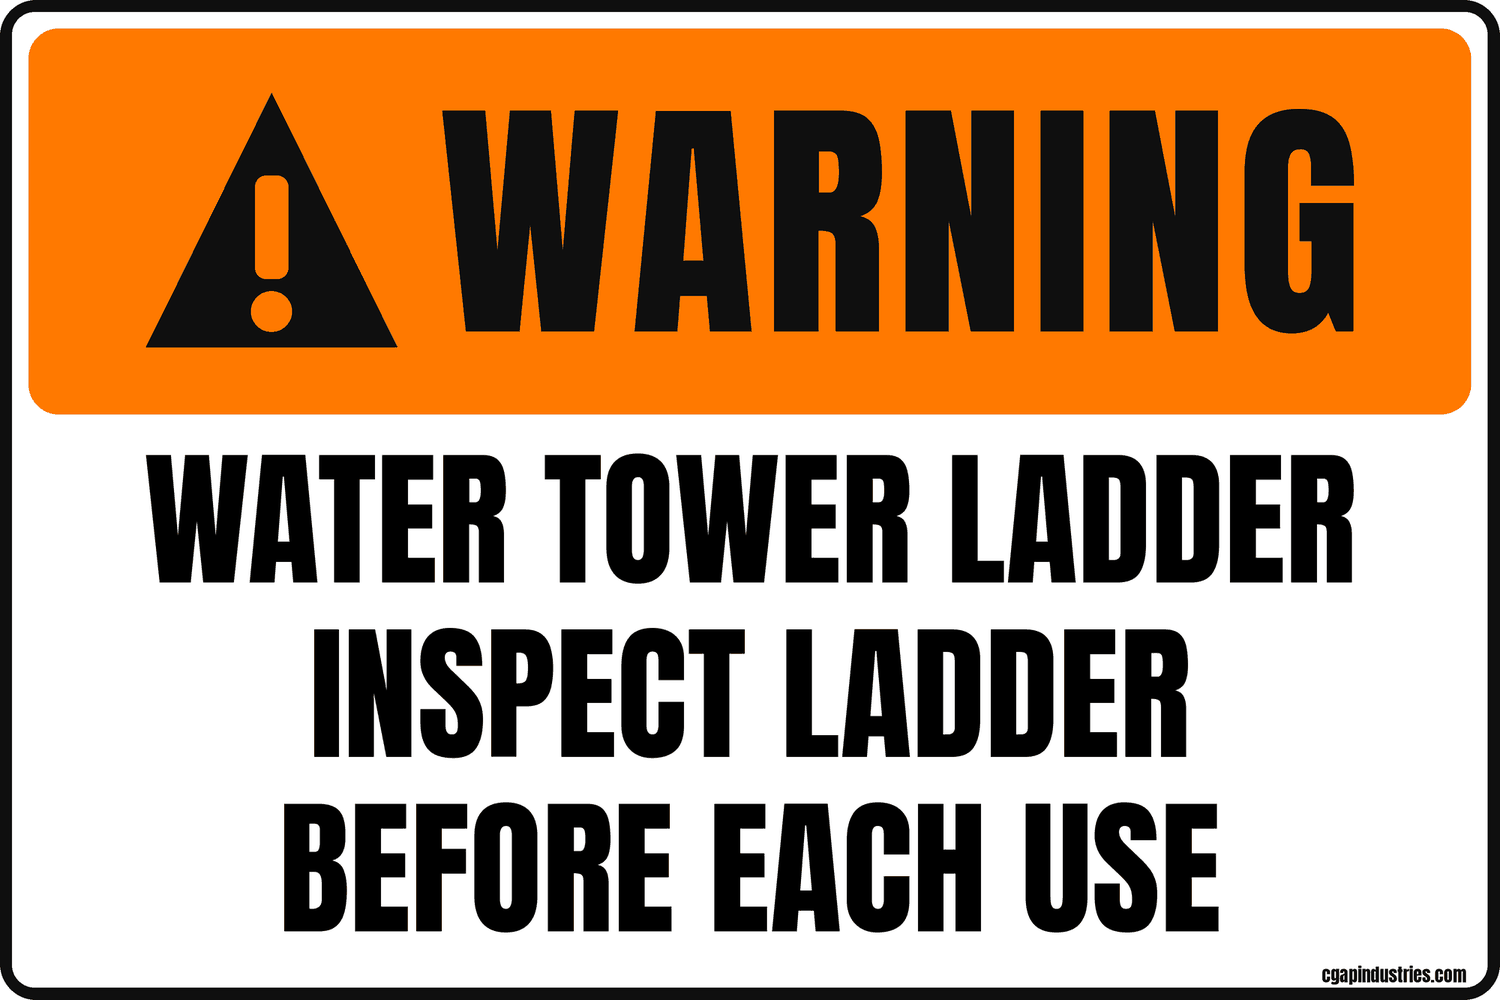 WARNING
WATER TOWER LADDER
INSPECT LADDER
BEFORE EACH USE
cgapindustries.com